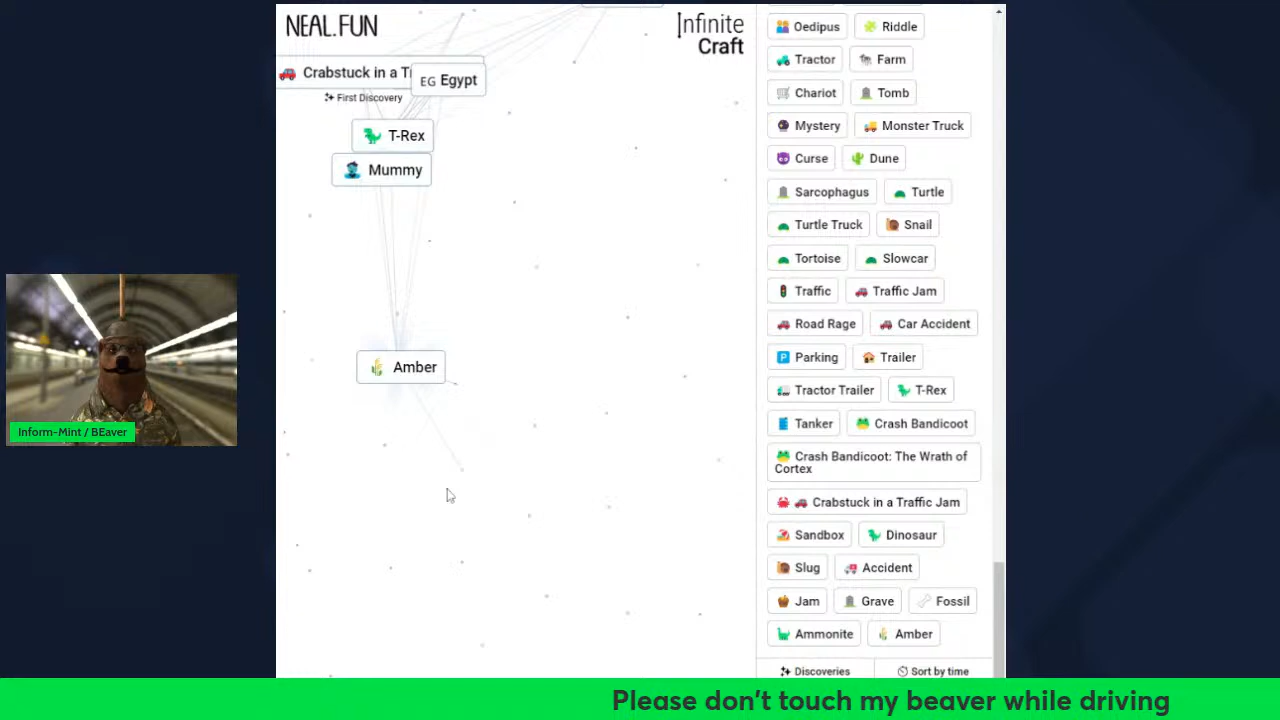 NEAL.FUN
Infinite
Craft
Crabstuck in a Tr
EG Egypt
First Discovery
T-Rex
Mummy
Amber
Inform-Mint / BEaver
Oedipus
Riddle
Tractor
Farm
Chariot
Tomb
Mystery
Monster Truck
Curse
Dune
Sarcophagus
Turtle
Turtle Truck
Snail
Tortoise
Slowcar
Traffic
Traffic Jam
Road Rage
Car Accident
P Parking
Trailer
Tractor Trailer
T-Rex
Tanker
Crash Bandicoot
Crash Bandicoot: The Wrath of
Cortex
Crabstuck in a Traffic Jam
Sandbox
Dinosaur
Slug
Accident
Jam
Grave
Fossil
Ammonite
Amber
Discoveries
Sort by time
Please don't touch my beaver while driving